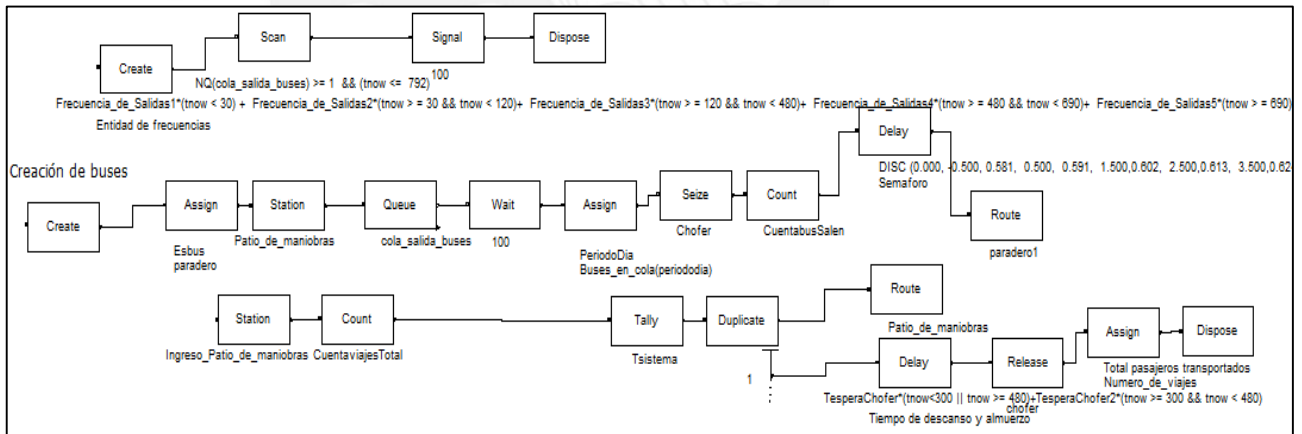 Create
Scan
Signal
Dispose
NQ(cola_salida_buses) >= 1 && (tnow <= 792)
100
Frecuencia_de_Salidas1*(tnow < 30) + Frecuencia_de_Salidas2*(tnow > = 30 && tnow < 120)+ Frecuencia_de_Salidas3*(tnow > = 120 && tnow < 480)+ Frecuencia_de_Salidas4*(tnow > = 480 && tnow < 690)+ Frecuencia_de_Salidas5*(tnow > = 690)
Entidad de frecuencias
Creación de buses
Create
Assign
Station
Queue
Wait
Assign
Seize
Count
Delay
Route
Esbus
paradero
Patio_de_maniobras
cola_salida_buses
100
PeriodoDia
Buses_en_cola(periododia)
Chofer
CuentabusSalen
DISC (0.000, -0.500, 0.581, 0.500, 0.591, 1.500,0.602, 2.500,0.613, 3.500,0.62
Semaforo
paradero1
Station
Count
Tally
Duplicate
Route
Ingreso_Patio_de_maniobras
CuentaviajesTotal
Tsistema
Patio_de_maniobras
1
Delay
Release
Assign
Dispose
TesperaChofer*(tnow<300 || tnow >= 480)+TesperaChofer2*(tnow >= 300 && tnow < 480)
Tiempo de descanso y almuerzo
chofer
Total pasajeros transportados
Numero_de_viajes